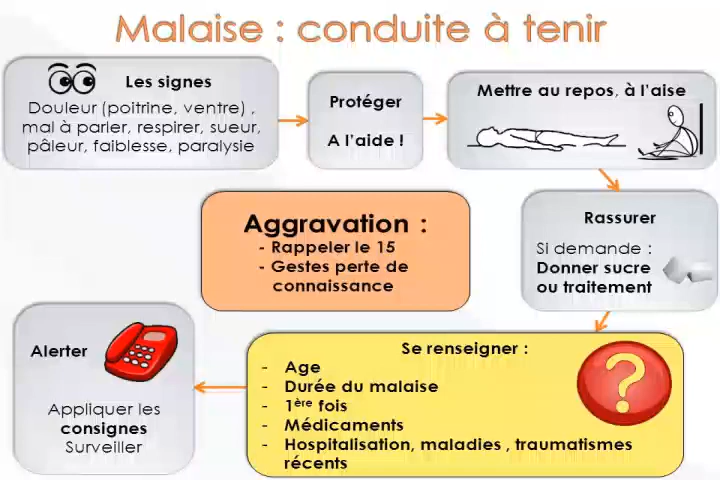 Malaise : conduite à tenir
Les signes
Douleur (poitrine, ventre) ,
mal à parler, respirer, sueur,
pâleur, faiblesse, paralysie
Protéger
A l'aide !
Mettre au repos, à l'aise
Rassurer
Si demande :
Donner sucre
ou traitement
Se renseigner :
- Age
- Durée du malaise
- 1ère fois
- Médicaments
- Hospitalisation, maladies , traumatismes
récents
?
Alerter
Appliquer les
consignes
Surveiller
Aggravation :
- Rappeler le 15
- Gestes perte de
connaissance